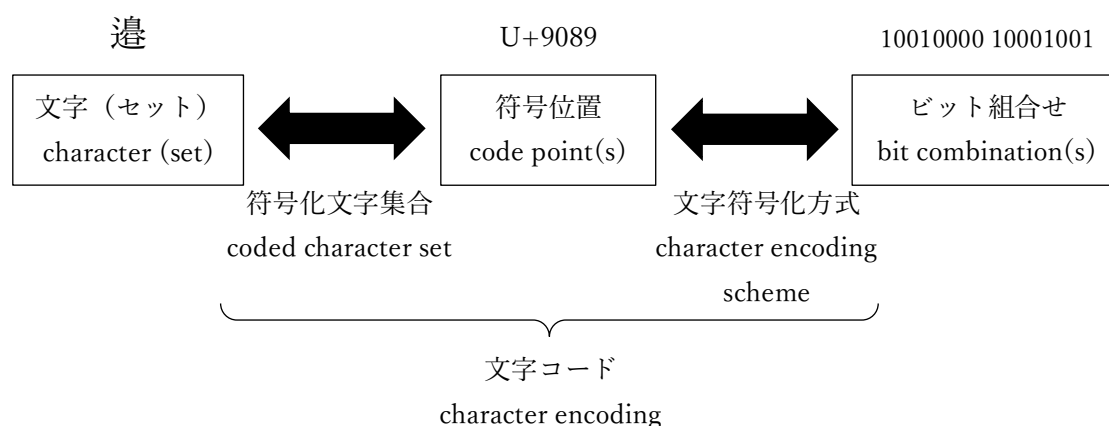 邉
U+9089
10010000 10001001
文字（セット）
character (set)
符号位置
code point(s)
ビット組合せ
bit combination(s)
符号化文字集合
coded character set
文字符号化方式
character encoding
scheme
文字コード
character encoding